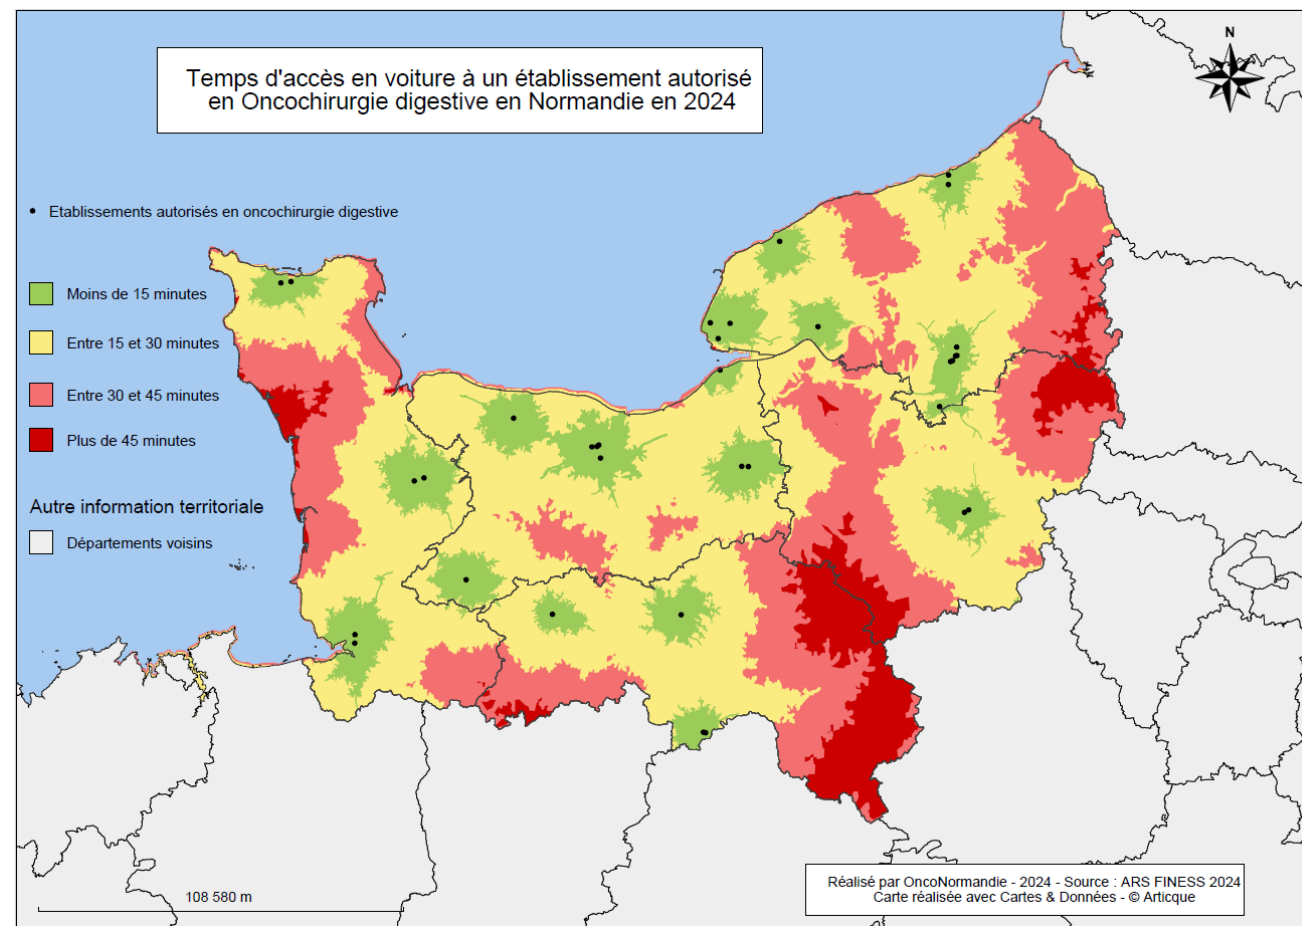 Temps d'accès en voiture à un établissement autorisé
en Oncochirurgie digestive en Normandie en 2024
N
Etablissements autorisés en oncochirurgie digestive
Moins de 15 minutes
Entre 15 et 30 minutes
Entre 30 et 45 minutes
Plus de 45 minutes
Autre information territoriale
Départements voisins
108 580 m
Réalisé par OncoNormandie - 2024 - Source : ARS FINESS 2024
Carte réalisée avec Cartes & Données - © Articque